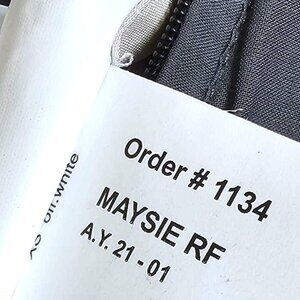 Order # 1134
MAYSIE RF
A.Y. 21 - 01
off.white